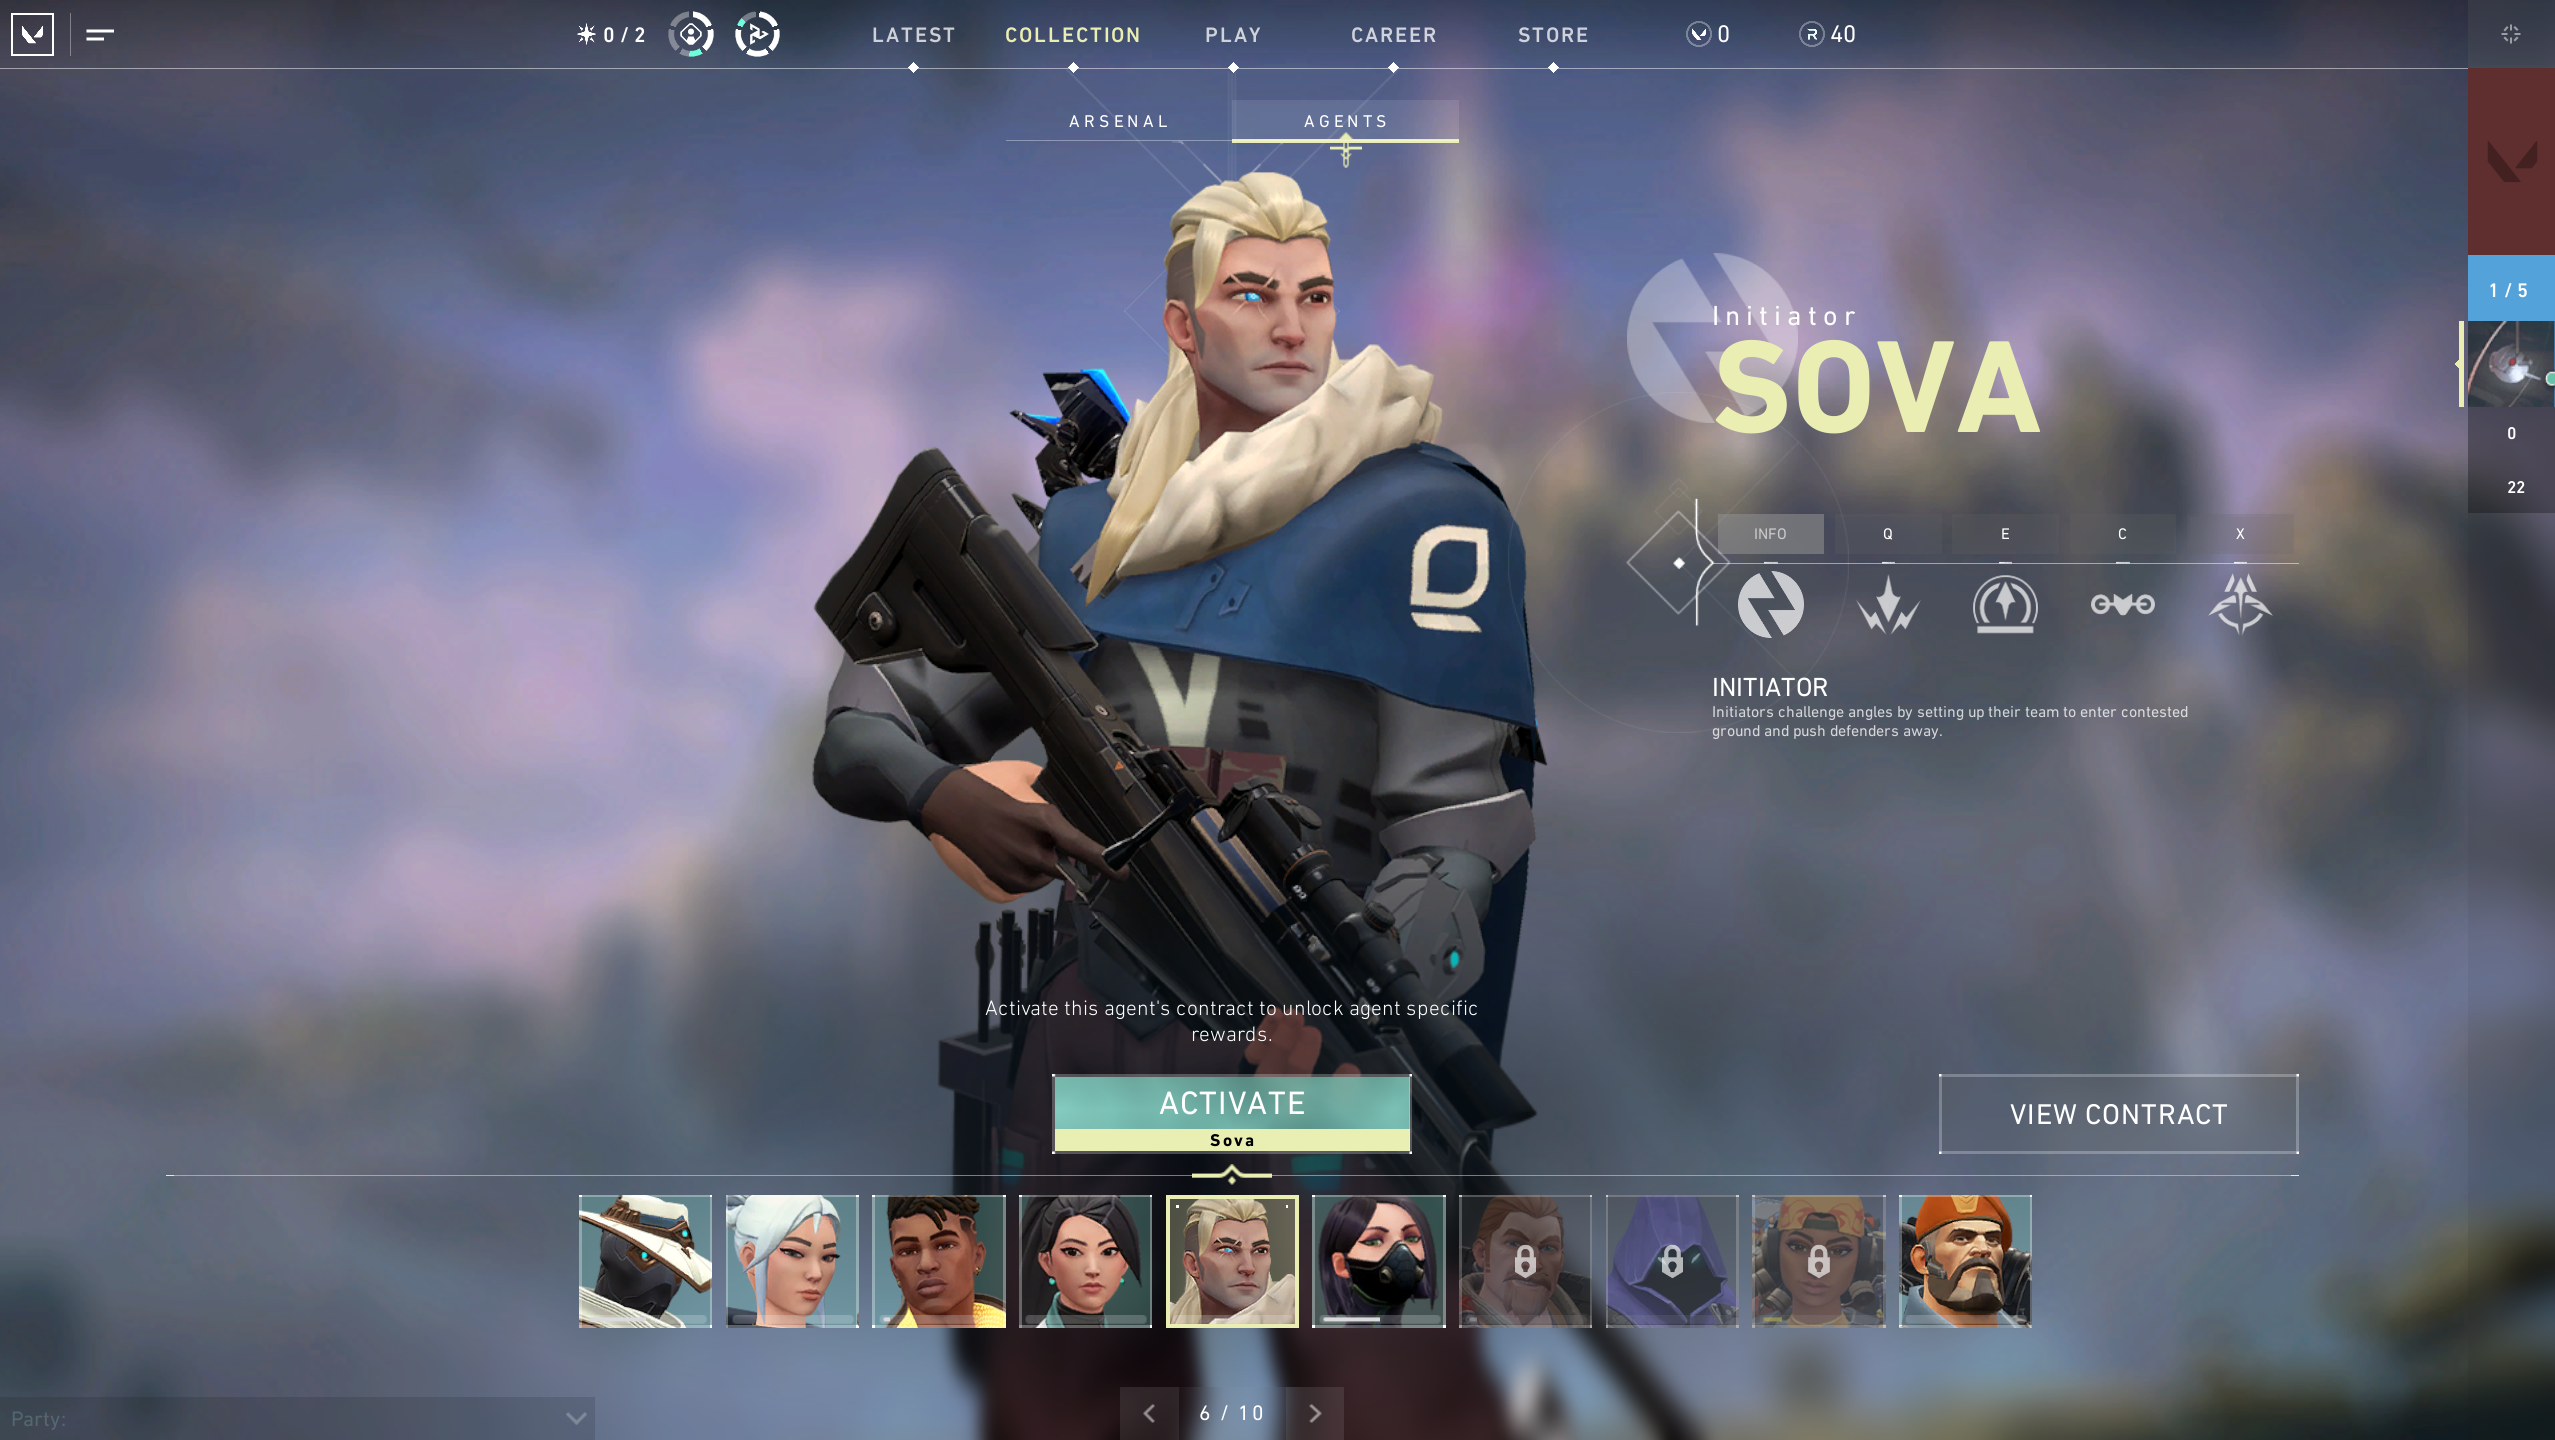 0 / 2
LATEST
COLLECTION
PLAY
CAREER
STORE
0
R 40
ARSENAL
AGENTS
1 / 5
Initiator
SOVA
0
22
INFO
Q
E
C
X
INITIATOR
Initiators challenge angles by setting up their team to enter contested
ground and push defenders away.
Activate this agent's contract to unlock agent specific
rewards.
ACTIVATE
Sova
VIEW CONTRACT
Party:
6 / 10